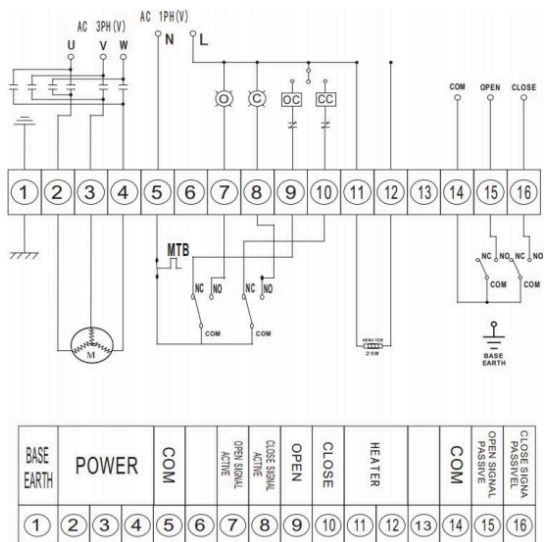 AC 3PH (V)
AC 1PH (V)
U V W
N L
O C OC CC
COM OPEN CLOSE
1 2 3 4 5 6 7 8 9 10 11 12 13 14 15 16
MTB
NC NO NC NO
COM COM
NC NO NC NO
COM COM
M
25W
BASE
EARTH
BASE
EARTH
POWER
COM
OPEN SIGNAL
ACTIVE
CLOSE SIGNAL
ACTIVE
OPEN
CLOSE
HEATER
COM
OPEN SIGNAL
PASSIVE
CLOSE SIGNA
PASSIVEL
1 2 3 4 5 6 7 8 9 10 11 12 13 14 15 16